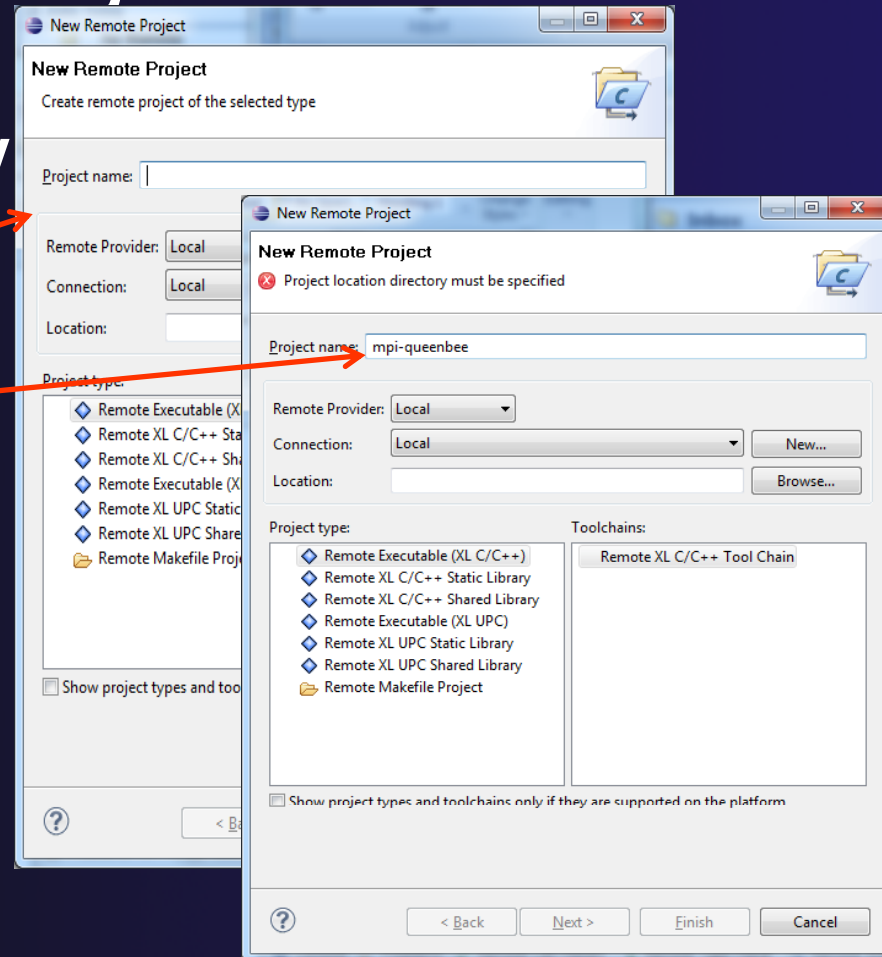 y
New Remote Project
New Remote Project
Create remote project of the selected type
Project name:
Remote Provider: Local
Connection: Local
Location:
Project type:
Remote Executable (X
Remote XL C/C++ Sta
Remote XL C/C++ Sha
Remote Executable (X
Remote XL UPC Static
Remote XL UPC Share
Remote Makefile Proj
Show project types and too
? < Ba
New Remote Project
New Remote Project
Project location directory must be specified
Project name: mpi-queenbee
Remote Provider: Local
Connection: Local New...
Location: Browse...
Project type: Toolchains:
Remote Executable (XL C/C++) Remote XL C/C++ Tool Chain
Remote XL C/C++ Static Library
Remote XL C/C++ Shared Library
Remote Executable (XL UPC)
Remote XL UPC Static Library
Remote XL UPC Shared Library
Remote Makefile Project
Show project types and toolchains only if they are supported on the platform
? < Back Next > Finish Cancel